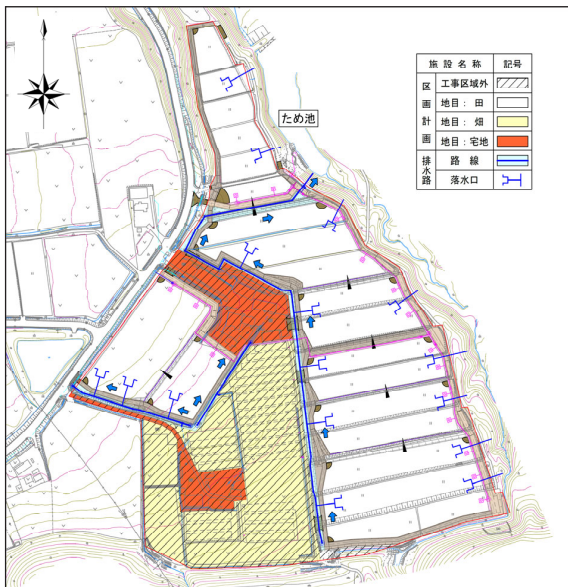 ため池
施設名称 記号
区画計画
工事区域外
地目：田
地目：畑
地目：宅地
排水路
路線
落水口